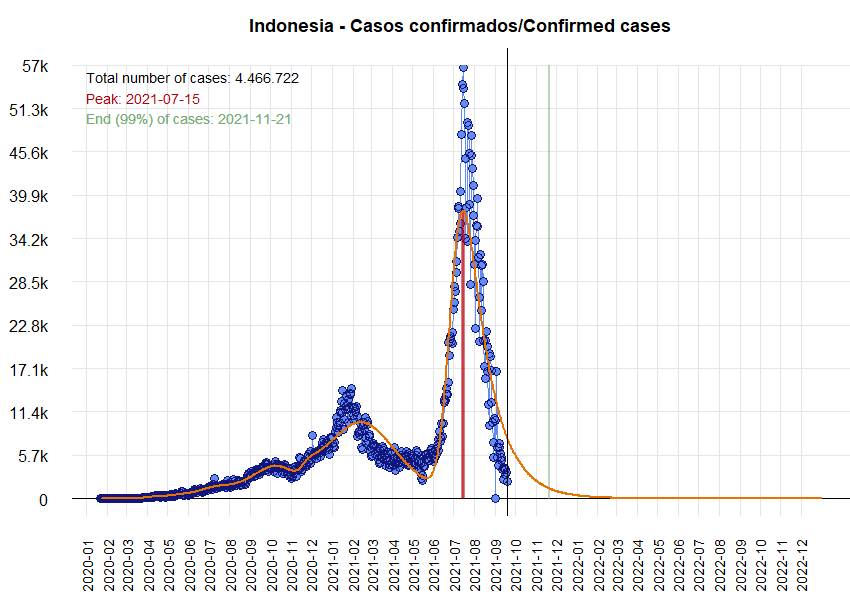 Indonesia - Casos confirmados/Confirmed cases
57k
Total number of cases: 4.466.722
Peak: 2021-07-15
End (99%) of cases: 2021-11-21
51.3k
45.6k
39.9k
34.2k
28.5k
22.8k
17.1k
11.4k
5.7k
0
2020-01
2020-02
2020-03
2020-04
2020-05
2020-06
2020-07
2020-08
2020-09
2020-10
2020-11
2020-12
2021-01
2021-02
2021-03
2021-04
2021-05
2021-06
2021-07
2021-08
2021-09
2021-10
2021-11
2021-12
2022-01
2022-02
2022-03
2022-04
2022-05
2022-06
2022-07
2022-08
2022-09
2022-10
2022-11
2022-12